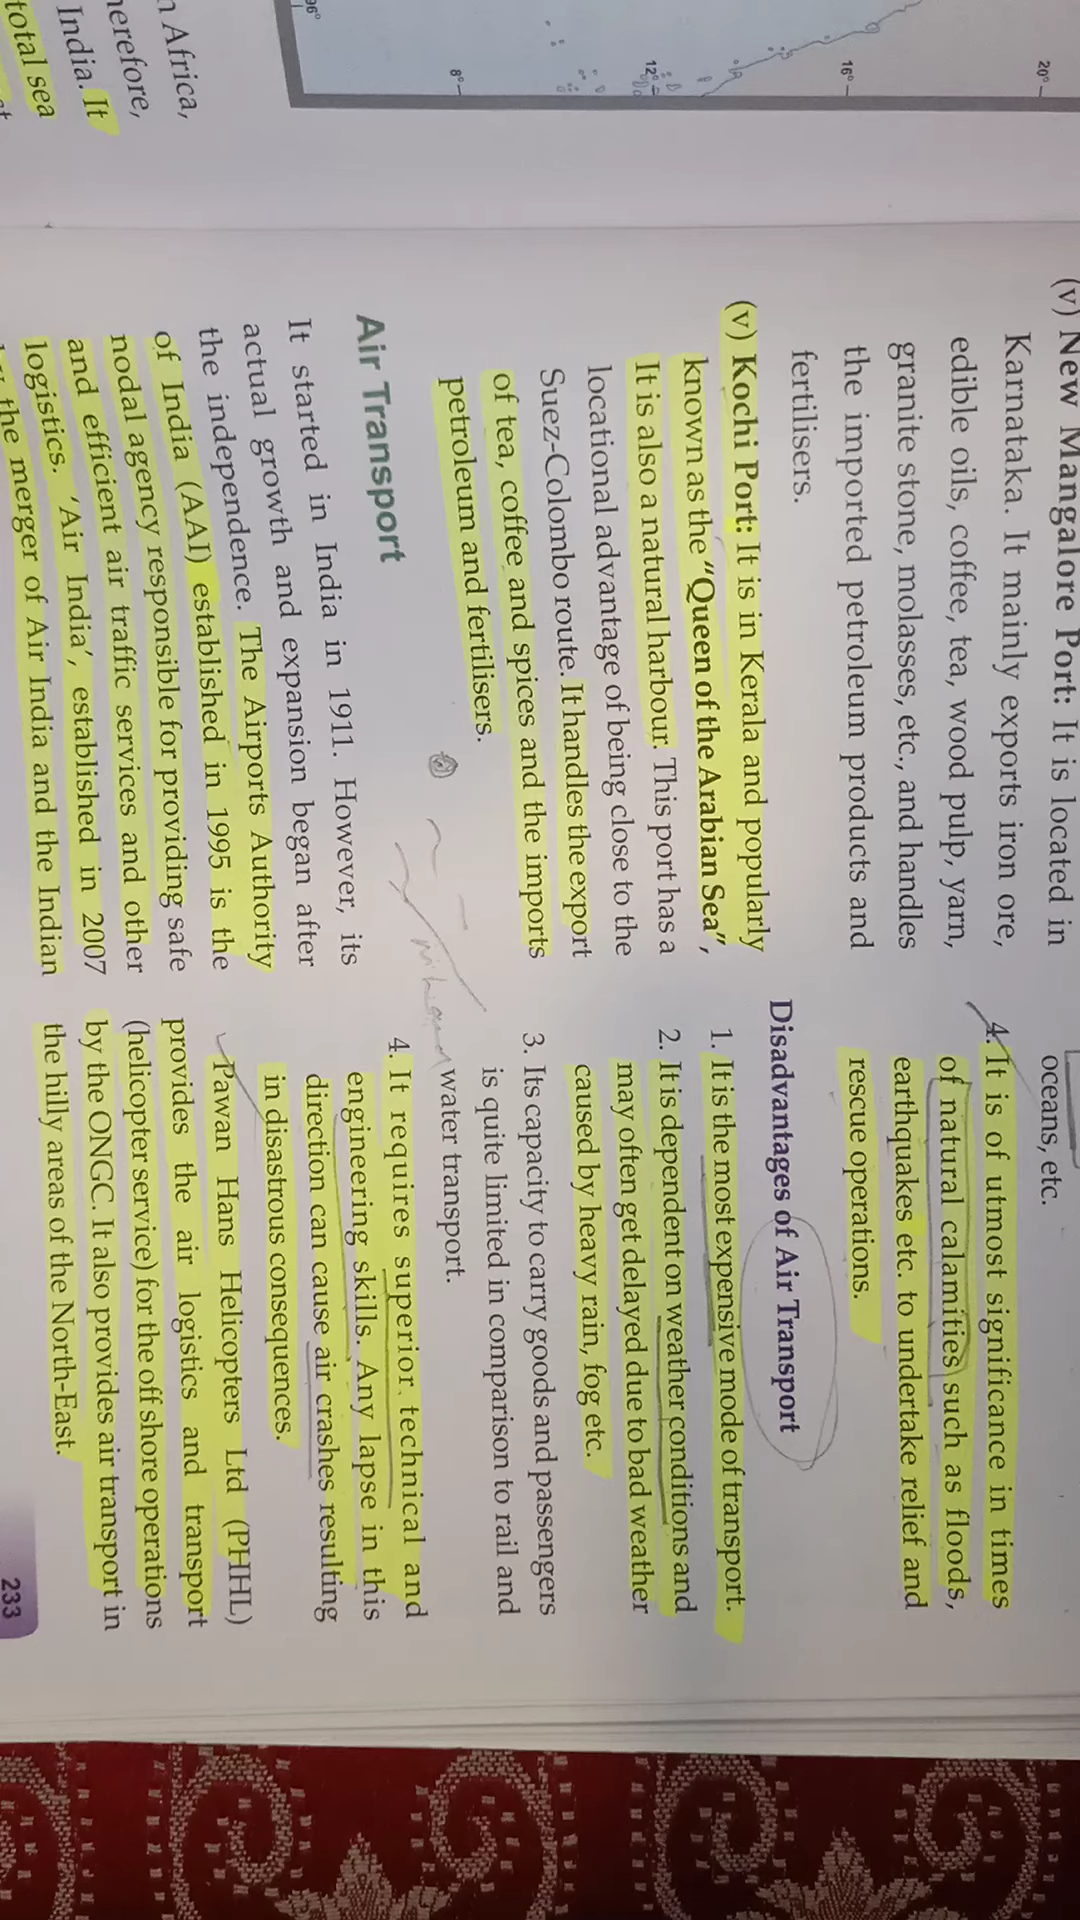 n Africa,
herefore,
India. It
total sea
96°
8°
12°
16°
20°
(v) New Mangalore Port: It is located in
Karnataka. It mainly exports iron ore,
edible oils, coffee, tea, wood pulp, yarn,
granite stone, molasses, etc., and handles
the imported petroleum products and
fertilisers.
(v) Kochi Port: It is in Kerala and popularly
known as the "Queen of the Arabian Sea",
It is also a natural harbour. This port has a
locational advantage of being close to the
Suez-Colombo route. It handles the export
of tea, coffee and spices and the imports
petroleum and fertilisers.
Air Transport
It started in India in 1911. However, its
actual growth and expansion began after
the independence. The Airports Authority
of India (AAI) established in 1995 is the
nodal agency responsible for providing safe
and efficient air traffic services and other
logistics. 'Air India', established in 2007
the merger of Air India and the Indian
oceans, etc.
4. It is of utmost significance in times
of natural calamities such as floods,
earthquakes etc. to undertake relief and
rescue operations.
Disadvantages of Air Transport
1. It is the most expensive mode of transport.
2. It is dependent on weather conditions and
may often get delayed due to bad weather
caused by heavy rain, fog etc.
3. Its capacity to carry goods and passengers
is quite limited in comparison to rail and
water transport.
4. It requires superior technical and
engineering skills. Any lapse in this
direction can cause air crashes resulting
in disastrous consequences.
Pawan Hans Helicopters Ltd (PHHL)
provides the air logistics and transport
(helicopter service) for the off shore operations
by the ONGC. It also provides air transport in
the hilly areas of the North-East.
233